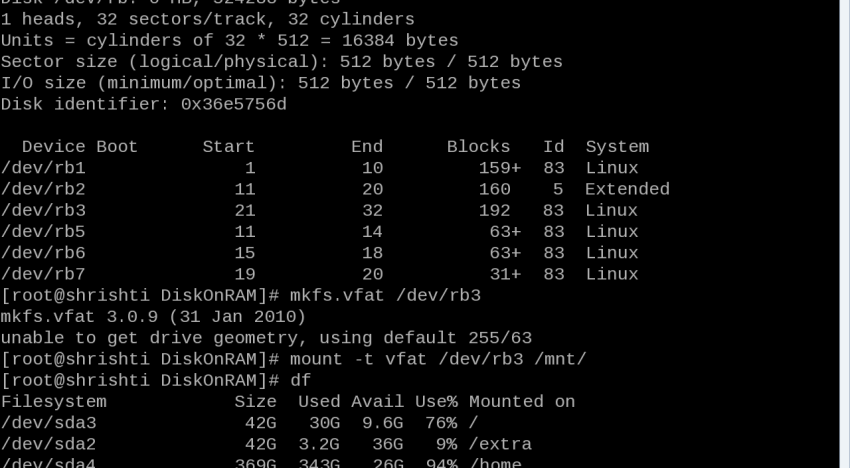 Disk /dev/rb: 0 MB, 524288 bytes
1 heads, 32 sectors/track, 32 cylinders
Units = cylinders of 32 * 512 = 16384 bytes
Sector size (logical/physical): 512 bytes / 512 bytes
I/O size (minimum/optimal): 512 bytes / 512 bytes
Disk identifier: 0x36e5756d
Device Boot Start End Blocks Id System
/dev/rb1 1 10 159+ 83 Linux
/dev/rb2 11 20 160 5 Extended
/dev/rb3 21 32 192 83 Linux
/dev/rb5 11 14 63+ 83 Linux
/dev/rb6 15 18 63+ 83 Linux
/dev/rb7 19 20 31+ 83 Linux
[root@shrishti DiskOnRAM]# mkfs.vfat /dev/rb3
mkfs.vfat 3.0.9 (31 Jan 2010)
unable to get drive geometry, using default 255/63
[root@shrishti DiskOnRAM]# mount -t vfat /dev/rb3 /mnt/
[root@shrishti DiskOnRAM]# df
Filesystem Size Used Avail Use% Mounted on
/dev/sda3 42G 30G 9.6G 76% /
/dev/sda2 42G 3.2G 36G 9% /extra
/dev/sda4 369G 343G 26G 94% /home